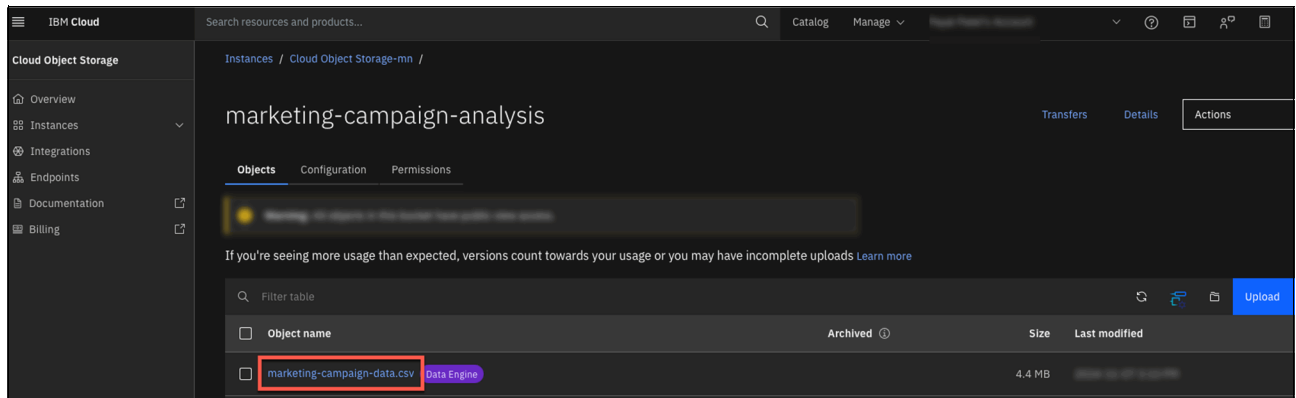 IBM Cloud Search resources and products... Catalog Manage
Cloud Object Storage
Overview
Instances
Integrations
Endpoints
Documentation
Billing
Instances / Cloud Object Storage-mn /
marketing-campaign-analysis
Transfers Details Actions
Objects Configuration Permissions
If you're seeing more usage than expected, versions count towards your usage or you may have incomplete uploads Learn more
Filter table Upload
Object name Archived Size Last modified
marketing-campaign-data.csv Data Engine 4.4 MB